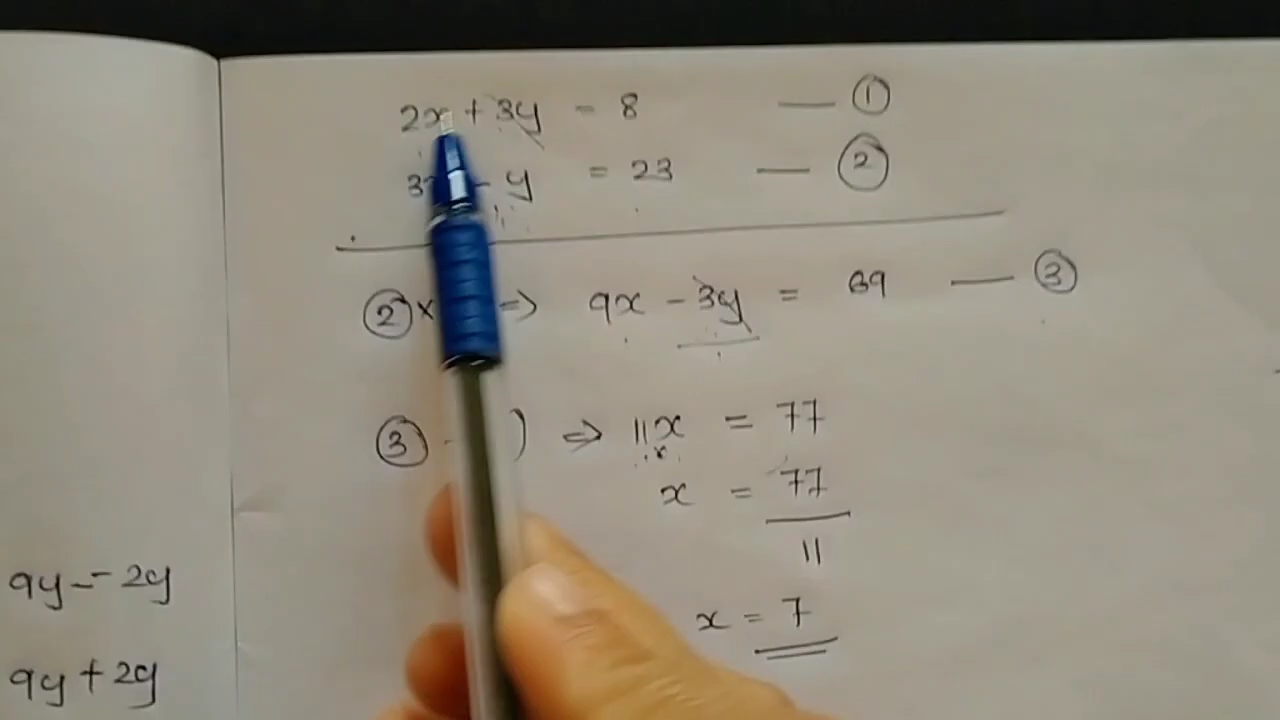 2x + 3y = 8 — ①
3 - y = 23 — ②
② × ⇒ 9x - 3y = 69 — ③
③ ) ⇒ 11x = 77
x = 77
11
x = 7
9y - - 2y
9y + 2y